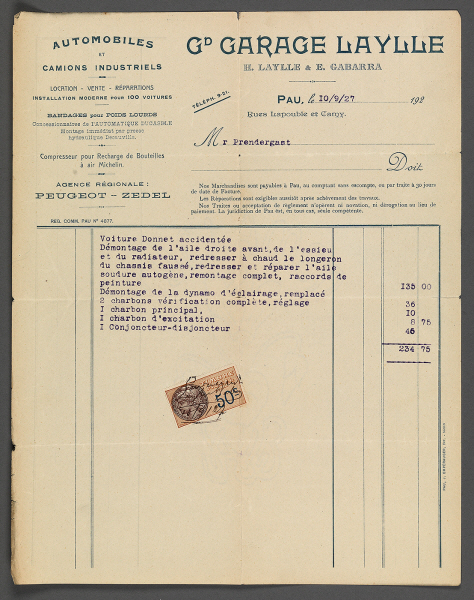 AUTOMOBILES
ET
CAMIONS INDUSTRIELS
LOCATION - VENTE - RÉPARATIONS
INSTALLATION MODERNE POUR 100 VOITURES
BANDAGES POUR POIDS LOURDS
Concessionnaires de L'AUTOMATIQUE DUCASBLE
Montage immédiat par presse
hydraulique Decauville.
Compresseur pour Recharge de Bouteilles
à air Michelin.
AGENCE RÉGIONALE :
PEUGEOT - ZEDEL
REG. COMM. PAU N° 4877.
GD GARAGE LAYLLE
H. LAYLLE & E. GABARRA
TÉLÉPH. 9-21.
PAU, le 10/9/27 192
Rues Lapouble et Carsy.
Mr Prendergast
Doit
Nos Marchandises sont payables à Pau, au comptant sans escompte, ou par traite à 30 jours
de date de Facture.
Les Réparations sont exigibles aussitôt après achèvement des travaux.
Nos Traites ou acceptation de règlement n'opèrent ni novation, ni dérogation au lieu de
paiement. La juridiction de Pau est, en tout cas, seule compétente.
Voiture Donnet accidentée
Démontage de l'aile droite avant, de l'essieu
et du radiateur, redresser à chaud le longeron
du chassis faussé, redresser et réparer l'aile
soudure autogène, remontage complet, raccords de
peinture 135 00
Démontage de la dynamo d'éclairage, remplacé
2 charbons vérification complète, réglage 36
I charbon principal, 10
I charbon d'excitation 8 75
I Conjoncteur-disjoncteur 45
234 75
50c